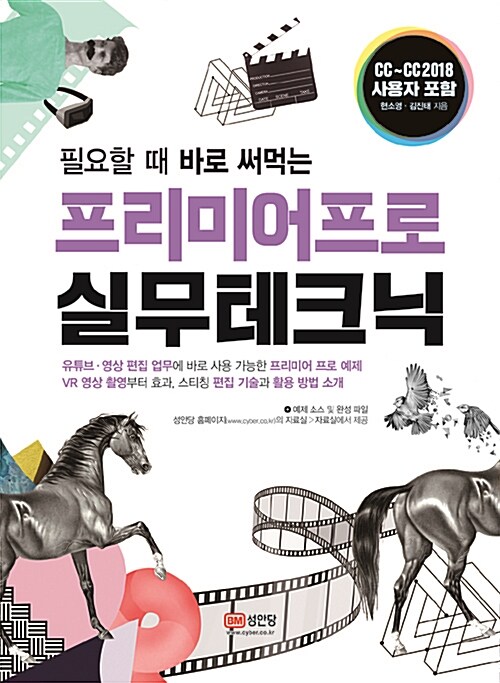 CC~CC2018
사용자 포함
현소영·김진태 지음
필요할 때 바로 써먹는
프리미어프로
실무테크닉
유튜브·영상 편집 업무에 바로 사용 가능한 프리미어 프로 예제
VR 영상 촬영부터 효과, 스티칭 편집 기술과 활용 방법 소개
예제 소스 및 완성 파일
성안당 홈페이지(www.cyber.co.kr)의 자료실 > 자료실에서 제공
BM 성안당
www.cyber.co.kr